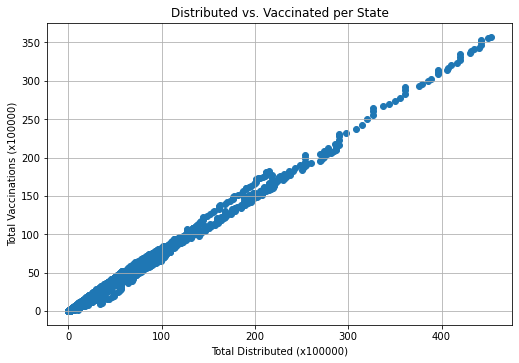 Distributed vs. Vaccinated per State
Total Vaccinations (x100000)
350
300
250
200
150
100
50
0
0 100 200 300 400
Total Distributed (x100000)